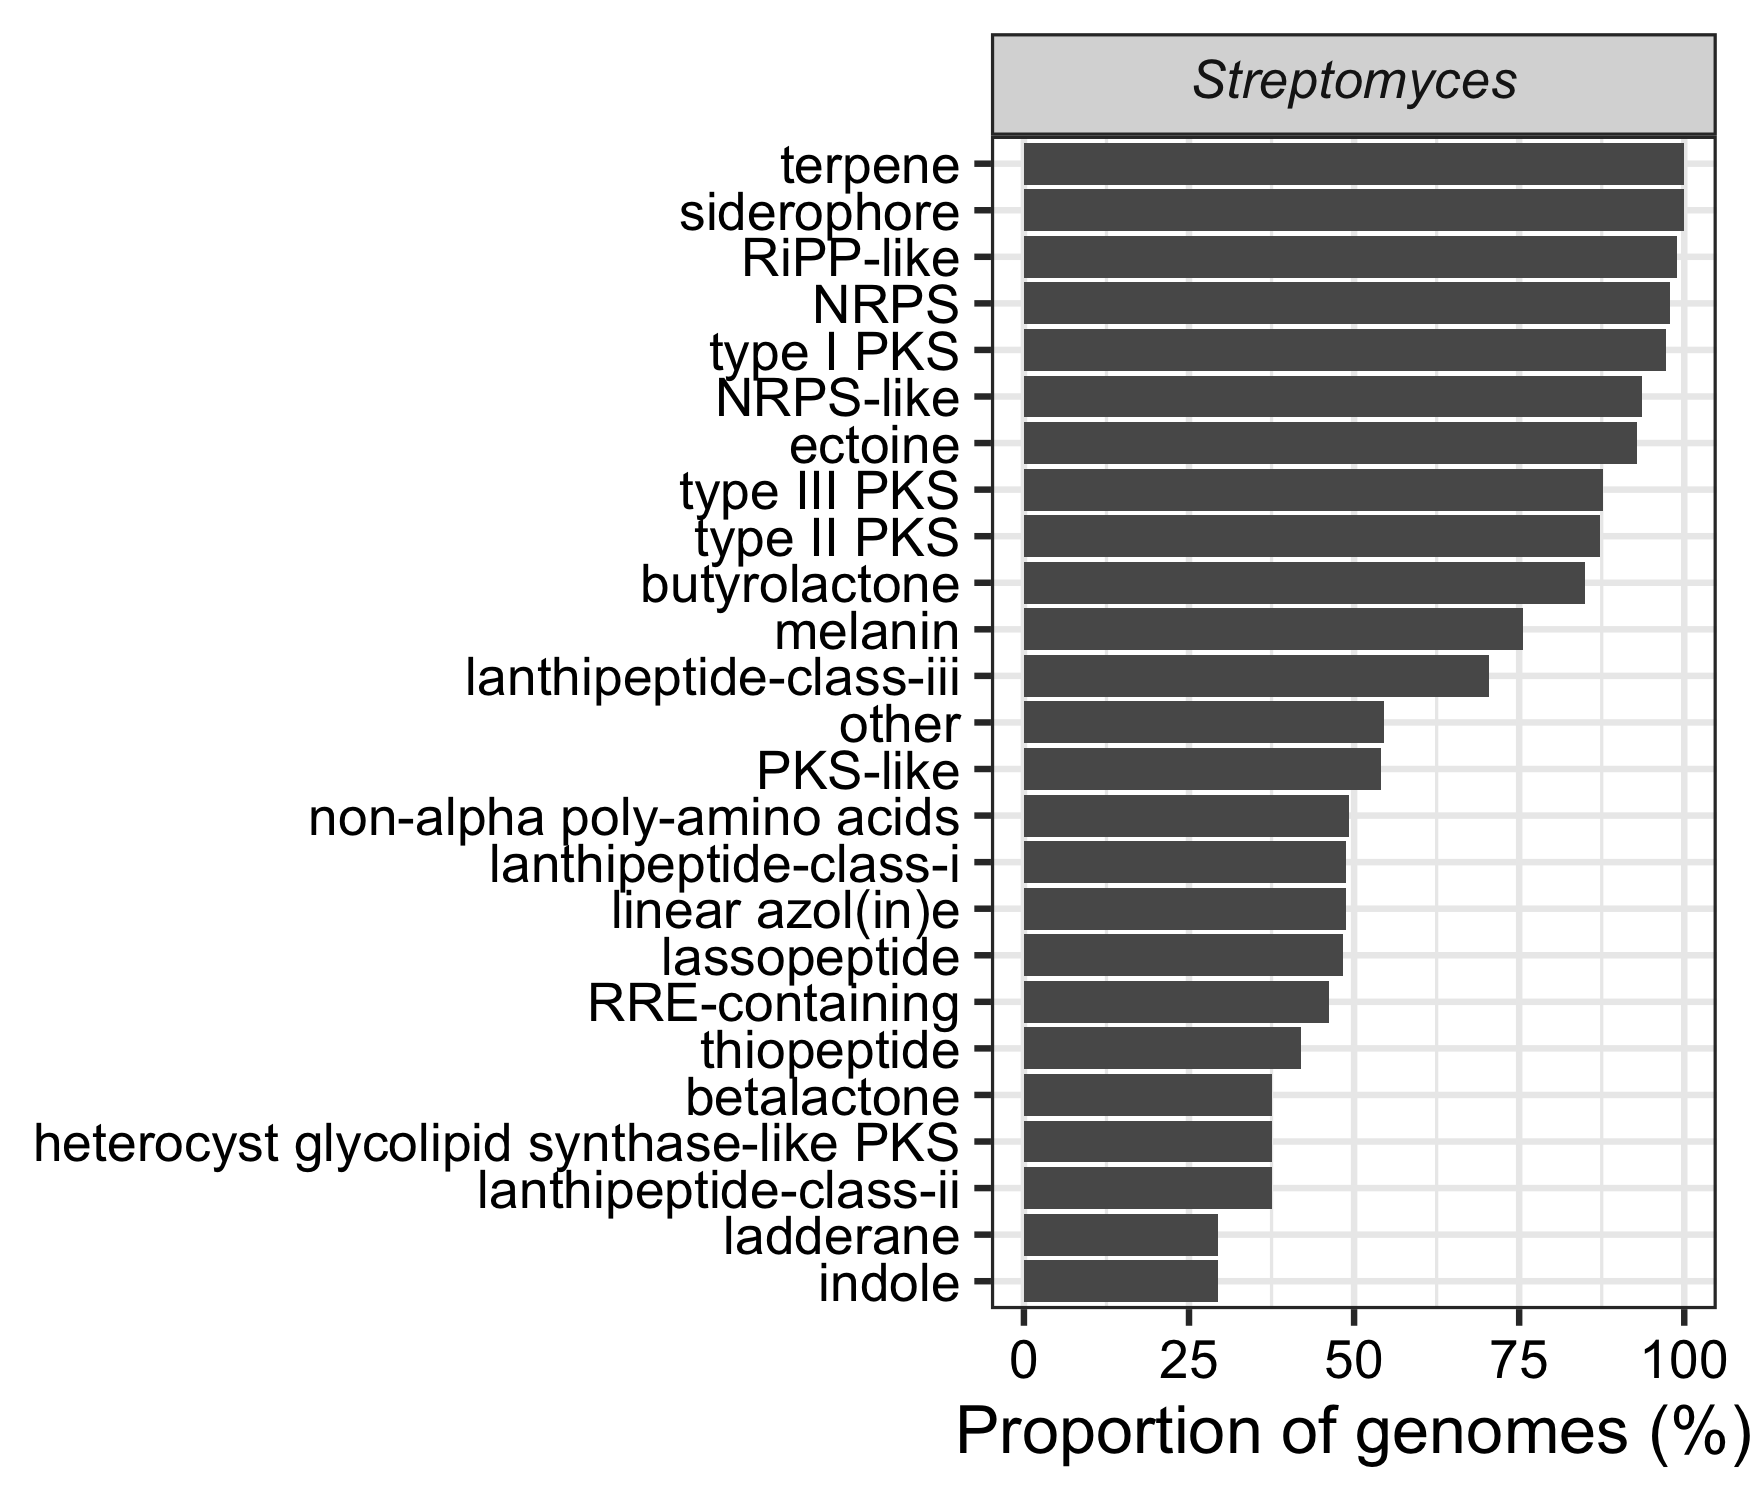 Streptomyces
terpene
siderophore
RiPP-like
NRPS
type I PKS
NRPS-like
ectoine
type III PKS
type II PKS
butyrolactone
melanin
lanthipeptide-class-iii
other
PKS-like
non-alpha poly-amino acids
lanthipeptide-class-i
linear azol(in)e
lassopeptide
RRE-containing
thiopeptide
betalactone
heterocyst glycolipid synthase-like PKS
lanthipeptide-class-ii
ladderane
indole
0 25 50 75 100
Proportion of genomes (%)